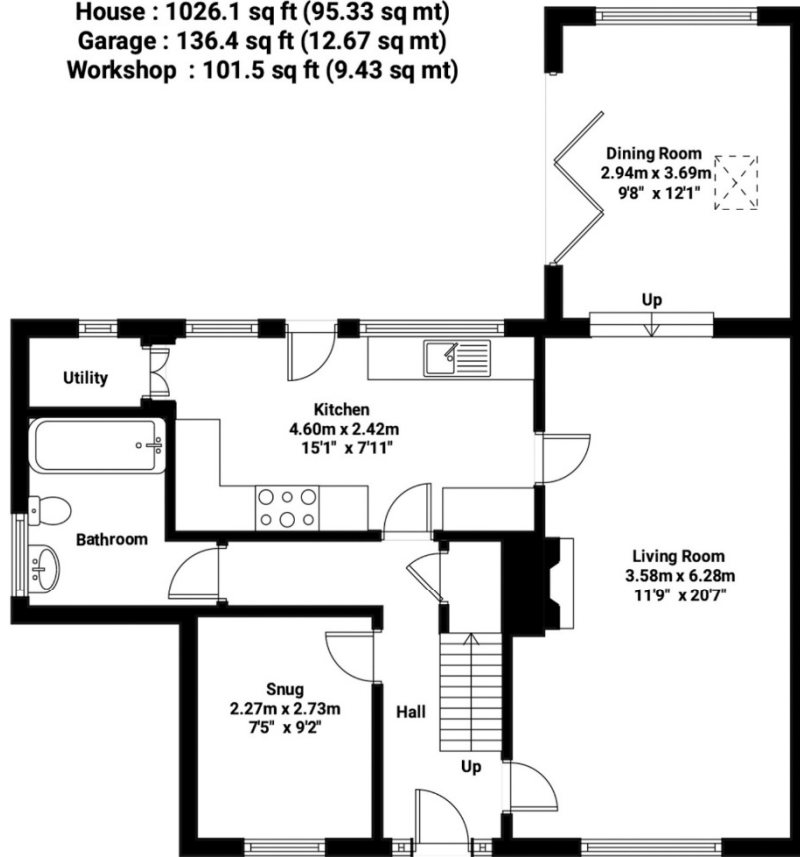 House : 1026.1 sq ft (95.33 sq mt)
Garage : 136.4 sq ft (12.67 sq mt)
Workshop : 101.5 sq ft (9.43 sq mt)
Dining Room
2.94m x 3.69m
9'8" x 12'1"
Up
Utility
Kitchen
4.60m x 2.42m
15'1" x 7'11"
Bathroom
Living Room
3.58m x 6.28m
11'9" x 20'7"
Snug
2.27m x 2.73m
7'5" x 9'2"
Hall
Up